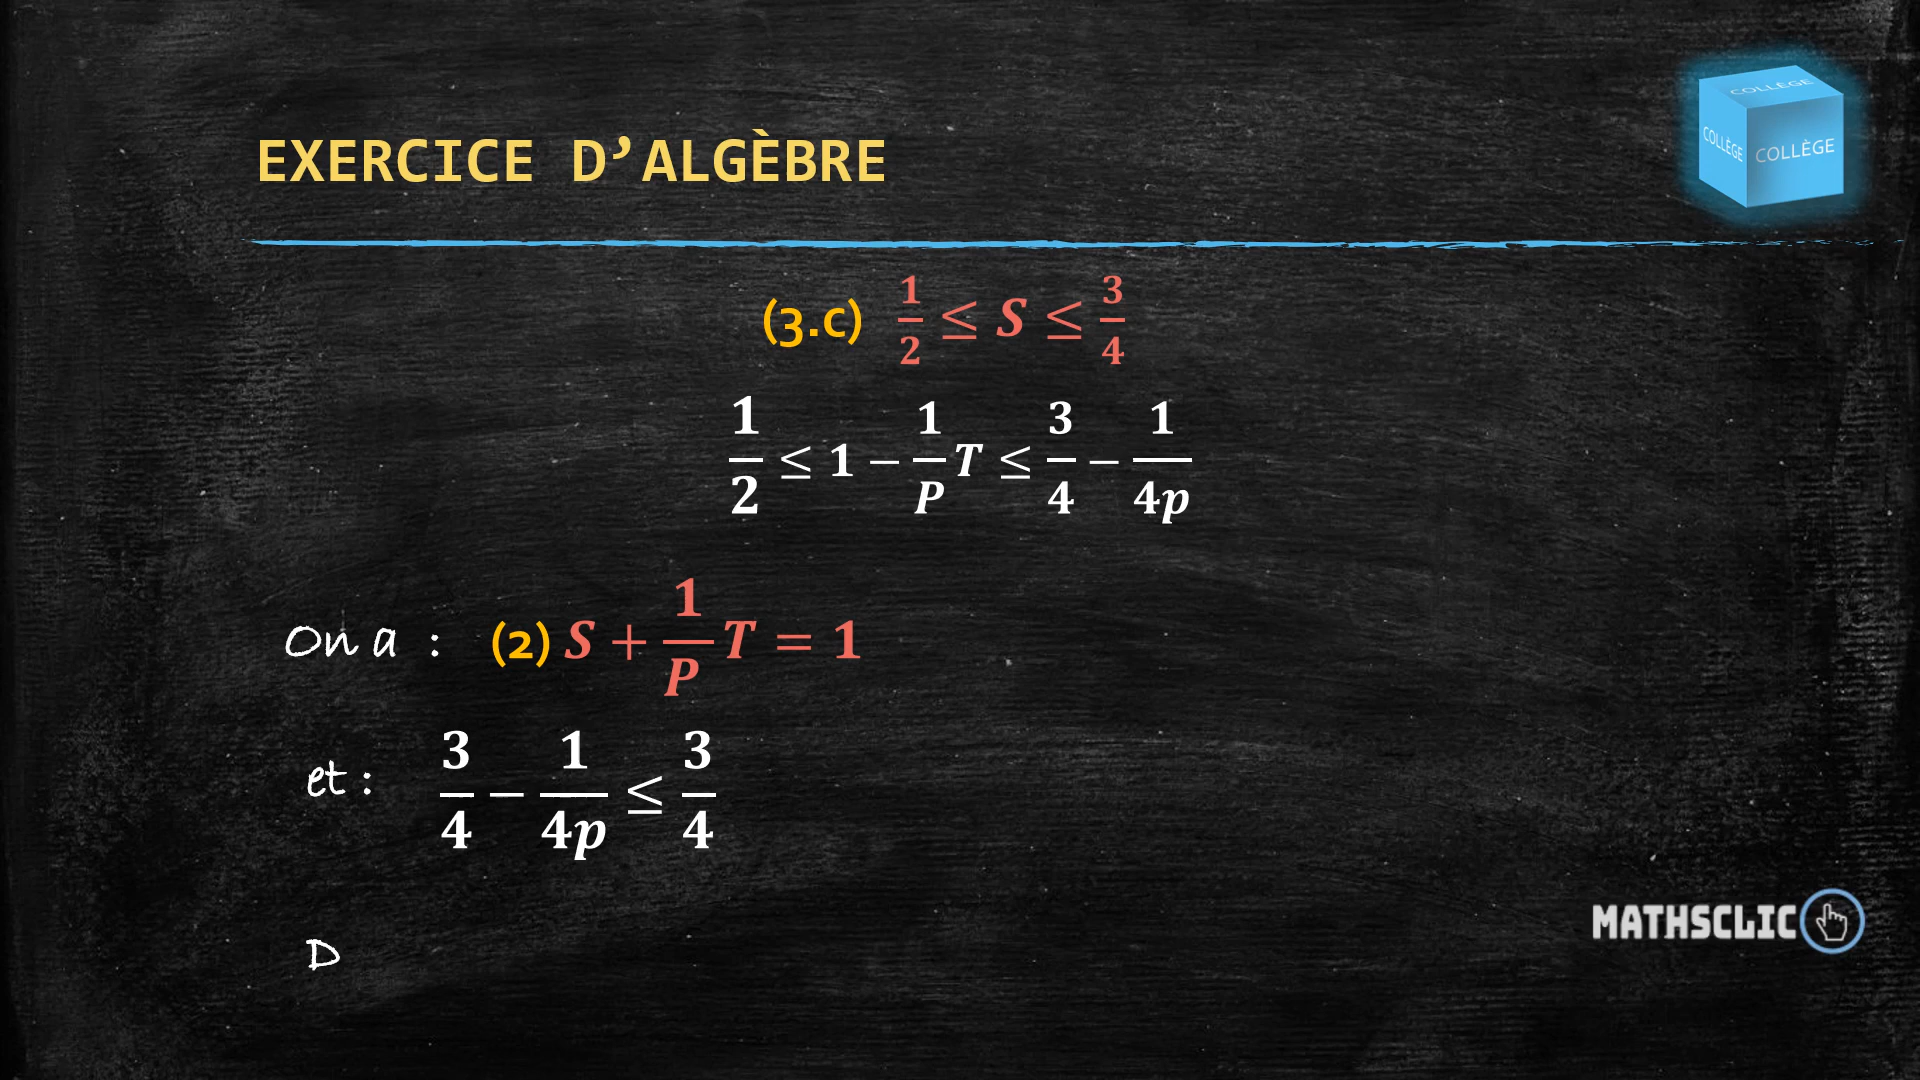 COLLÈGE
COLLÈGE
COLLÈGE
EXERCICE D’ALGÈBRE
(3.c) 1/2 ≤ S ≤ 3/4
1/2 ≤ 1 − 1/P T ≤ 3/4 − 1/4p
On a : (2) S + 1/P T = 1
et : 3/4 − 1/4p ≤ 3/4
MATHSCLIC
D